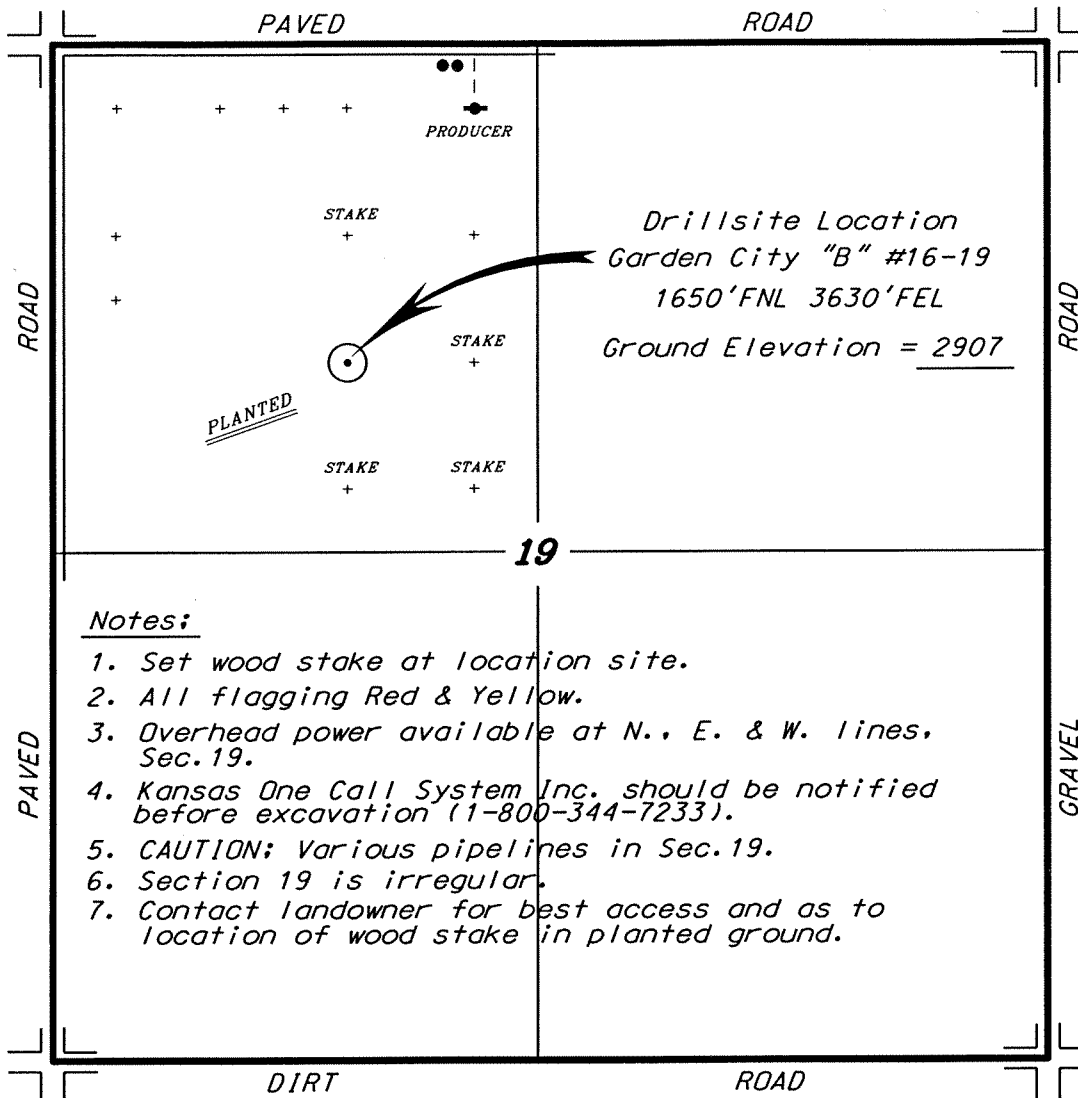 PAVED ROAD
PRODUCER
STAKE
Drillsite Location
Garden City "B" #16-19
1650'FNL 3630'FEL
ROAD
ROAD
STAKE
Ground Elevation = 2907
PLANTED
STAKE STAKE
19
Notes:
1. Set wood stake at location site.
2. All flagging Red & Yellow.
3. Overhead power available at N., E. & W. lines,
Sec.19.
4. Kansas One Call System Inc. should be notified
before excavation (1-800-344-7233).
5. CAUTION: Various pipelines in Sec.19.
6. Section 19 is irregular.
7. Contact landowner for best access and as to
location of wood stake in planted ground.
PAVED
GRAVEL
DIRT ROAD